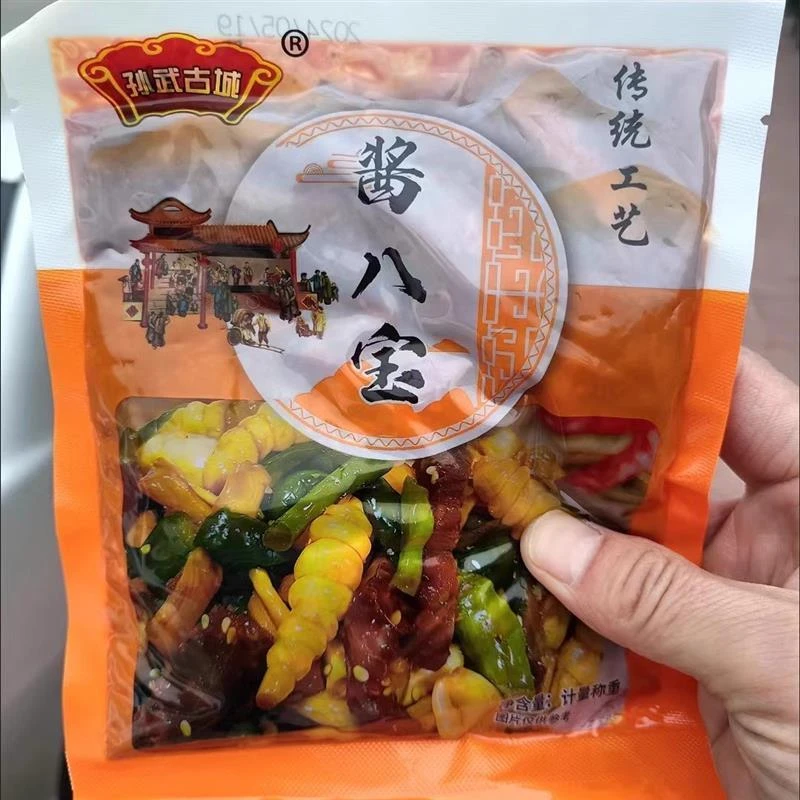 2024/05/19
孙武古城
®
传统工艺
酱八宝
净含量：计量称重
图片仅供参考